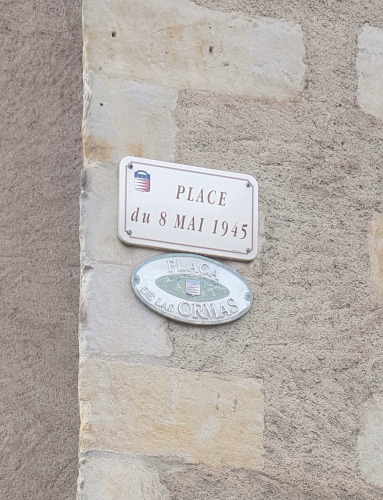 PLACE
du 8 MAI 1945
PLAÇA
DE LAS ORMAS